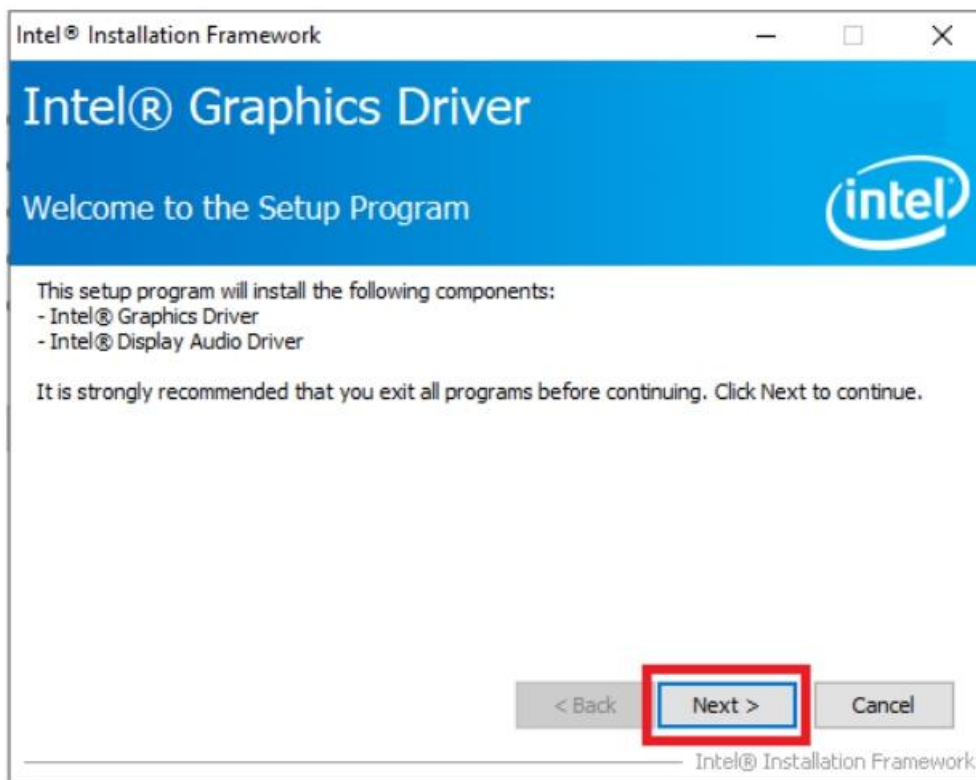 Intel® Installation Framework
Intel® Graphics Driver
intel
Welcome to the Setup Program
This setup program will install the following components:
- Intel® Graphics Driver
- Intel® Display Audio Driver
It is strongly recommended that you exit all programs before continuing. Click Next to continue.
< Back Next > Cancel
Intel® Installation Framework